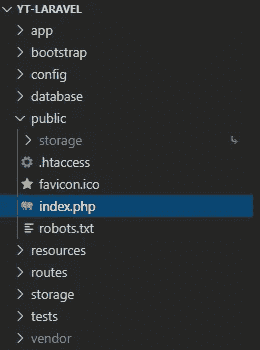 YT-LARAVEL
app
bootstrap
config
database
public
storage
.htaccess
favicon.ico
index.php
robots.txt
resources
routes
storage
tests
vendor